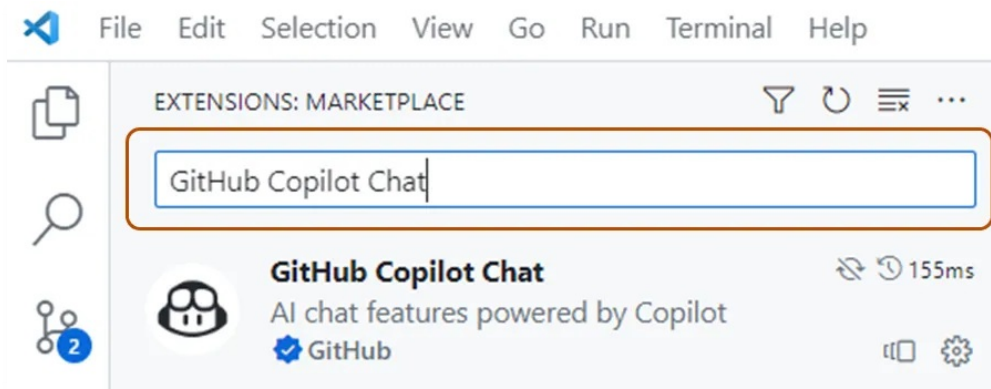 File Edit Selection View Go Run Terminal Help
EXTENSIONS: MARKETPLACE
GitHub Copilot Chat
GitHub Copilot Chat 155ms
AI chat features powered by Copilot
GitHub
2